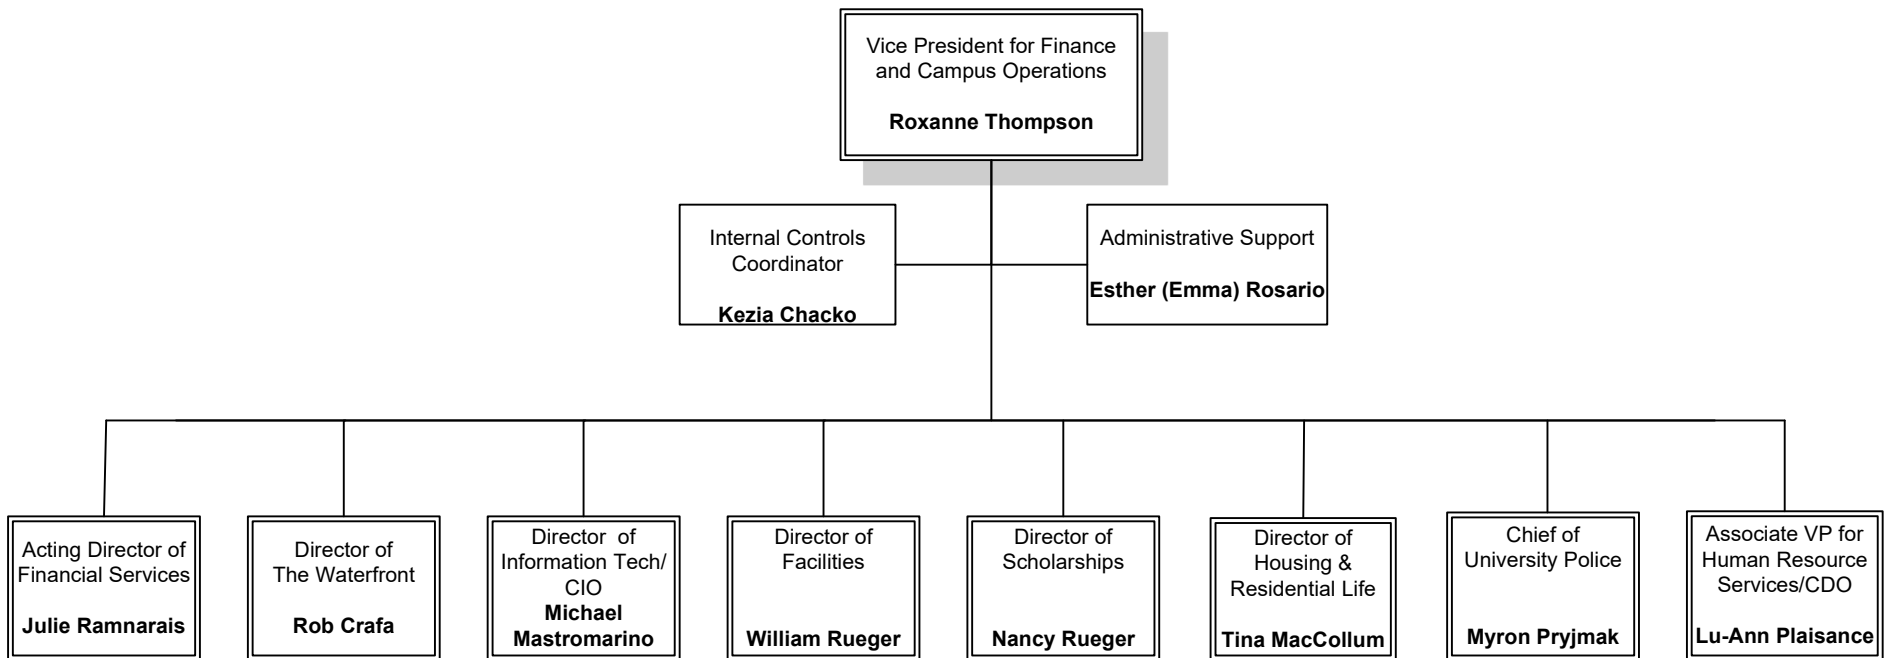 Vice President for Finance
and Campus Operations
Roxanne Thompson
Internal Controls
Coordinator
Kezia Chacko
Administrative Support
Esther (Emma) Rosario
Acting Director of
Financial Services
Julie Ramnarais
Director of
The Waterfront
Rob Crafa
Director of
Information Tech/
CIO
Michael
Mastromarino
Director of
Facilities
William Rueger
Director of
Scholarships
Nancy Rueger
Director of
Housing &
Residential Life
Tina MacCollum
Chief of
University Police
Myron Pryjmak
Associate VP for
Human Resource
Services/CDO
Lu-Ann Plaisance